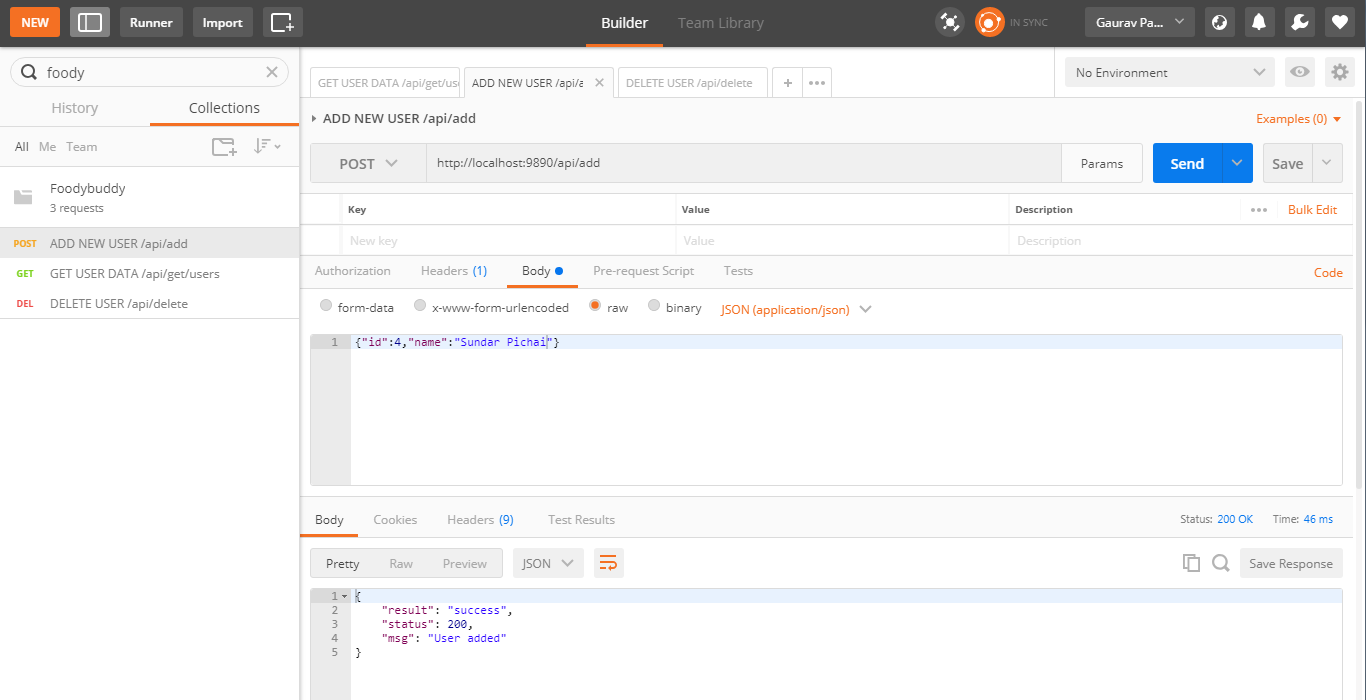 NEW Runner Import Builder Team Library IN SYNC Gaurav Pa...
foody
History Collections
All Me Team
Foodybuddy
3 requests
POST ADD NEW USER /api/add
GET GET USER DATA /api/get/users
DEL DELETE USER /api/delete
GET USER DATA /api/get/use ADD NEW USER /api/a DELETE USER /api/delete No Environment
ADD NEW USER /api/add Examples (0)
POST http://localhost:9890/api/add Params Send Save
Key Value Description Bulk Edit
New key Value Description
Authorization Headers (1) Body Pre-request Script Tests Code
form-data x-www-form-urlencoded raw binary JSON (application/json)
1 {"id":4,"name":"Sundar Pichai"}
Body Cookies Headers (9) Test Results Status: 200 OK Time: 46 ms
Pretty Raw Preview JSON Save Response
1 {
2 "result": "success",
3 "status": 200,
4 "msg": "User added"
5 }